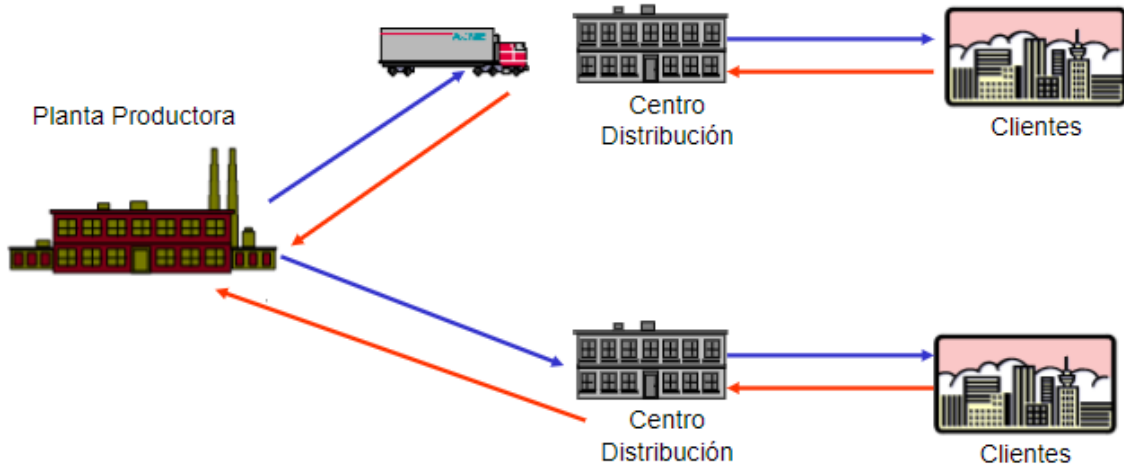 Planta Productora
Centro
Distribución
Clientes
Centro
Distribución
Clientes